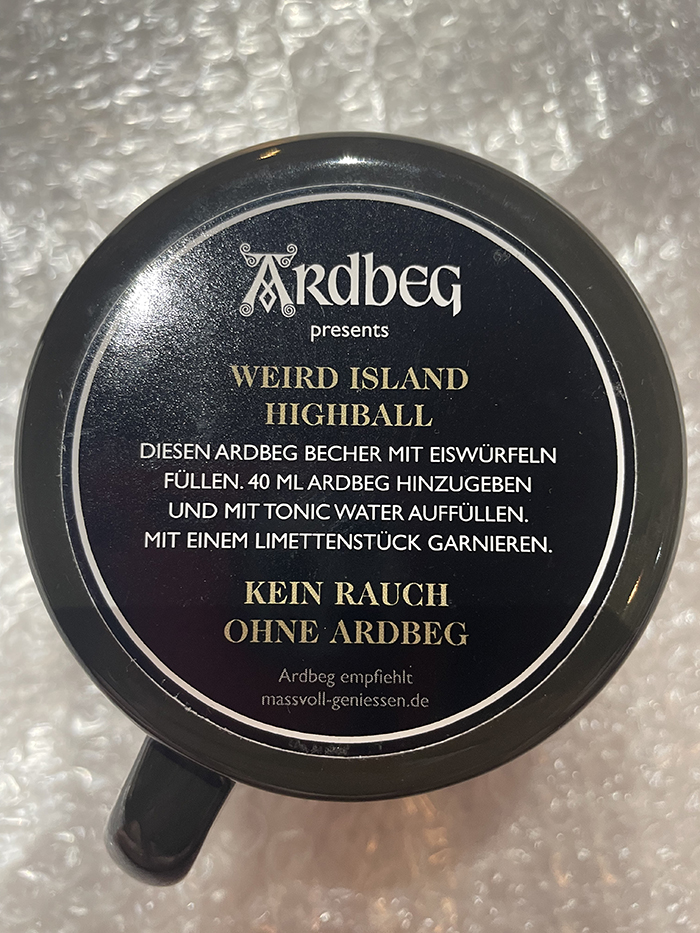 ARDBEG
presents
WEIRD ISLAND
HIGHBALL
DIESEN ARDBEG BECHER MIT EISWÜRFELN
FÜLLEN. 40 ML ARDBEG HINZUGEBEN
UND MIT TONIC WATER AUFFÜLLEN.
MIT EINEM LIMETTENSTÜCK GARNIEREN.
KEIN RAUCH
OHNE ARDBEG
Ardbeg empfiehlt
massvoll-geniessen.de